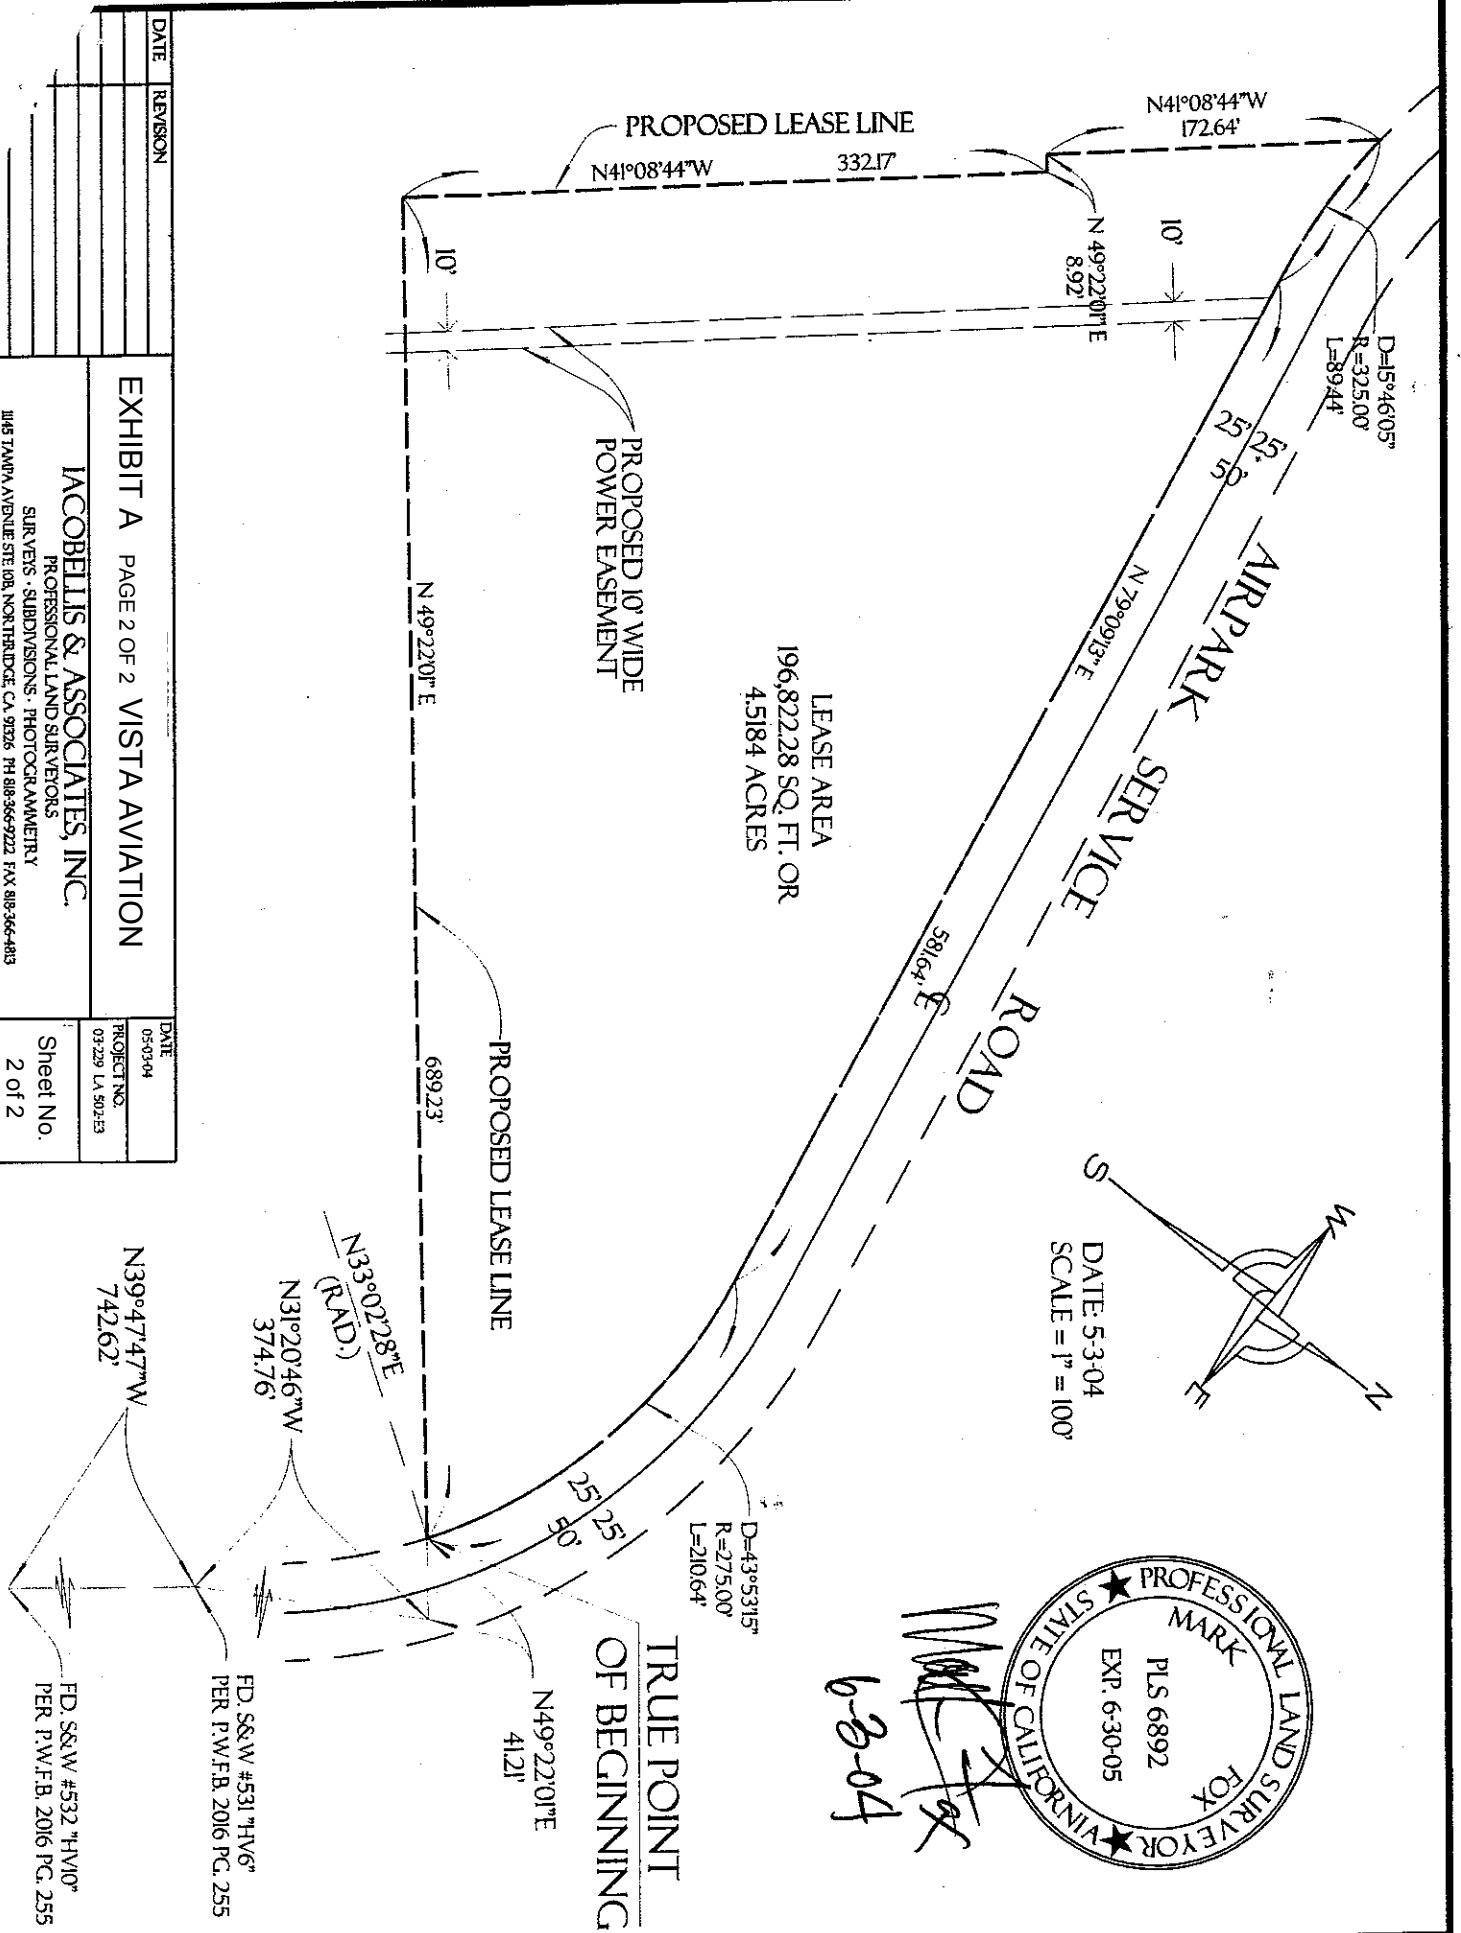 N41°08'44"W
172.64'
PROPOSED LEASE LINE
N41°08'44"W
332.17'
N 49°22'01" E
8.92'
10'
10'
D=15°46'05"
R=325.00'
L=89.44'
25' 25'
50'
AIRPARK SERVICE ROAD
N 79°09'13" E
581.64'
℄
PROPOSED 10' WIDE
POWER EASEMENT
LEASE AREA
196,822.28 SQ. FT. OR
4.5184 ACRES
N 49°22'01" E
689.23'
PROPOSED LEASE LINE
S
W
N
E
DATE: 5-3-04
SCALE = 1" = 100'
N33°02'28"E
(RAD.)
N31°20'46"W
374.76'
N39°47'47"W
742.62'
25' 25'
50'
D=43°53'15"
R=275.00'
L=210.64'
TRUE POINT
OF BEGINNING
N49°22'01"E
41.21'
FD. S&W #531 "HV6"
PER P.W.F.B. 2016 PG. 255
FD. S&W #532 "HV10"
PER P.W.F.B. 2016 PG. 255
PROFESSIONAL LAND SURVEYOR
MARK FOX
PLS 6892
EXP. 6-30-05
STATE OF CALIFORNIA
Mark Fox
6-3-04
DATE REVISION
EXHIBIT A PAGE 2 OF 2 VISTA AVIATION
IACOBELLIS & ASSOCIATES, INC.
PROFESSIONAL LAND SURVEYORS
SURVEYS · SUBDIVISIONS · PHOTOGRAMMETRY
11145 TAMPA AVENUE STE 10B, NORTHRIDGE, CA. 91326 PH 818-366-9222 FAX 818-366-4813
DATE
05-03-04
PROJECT NO.
03-229 LA 502-E3
Sheet No.
2 of 2